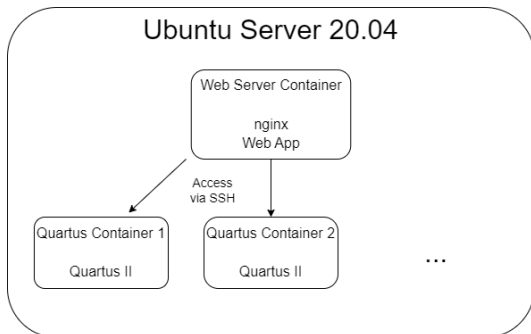 Ubuntu Server 20.04
Web Server Container
nginx
Web App
Access
via SSH
Quartus Container 1
Quartus II
Quartus Container 2
Quartus II
...